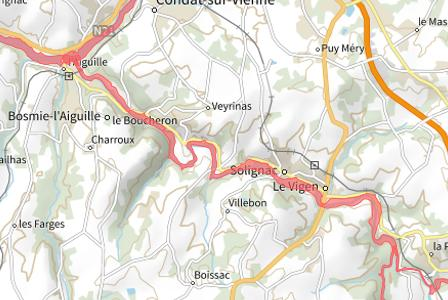 Condat-sur-Vienne
N21
le Mas
Puy Méry
l'Aiguille
Veyrinas
Bosmie-l'Aiguille
le Boucheron
Charroux
Solignac
Le Vigen
Villebon
les Farges
Boissac